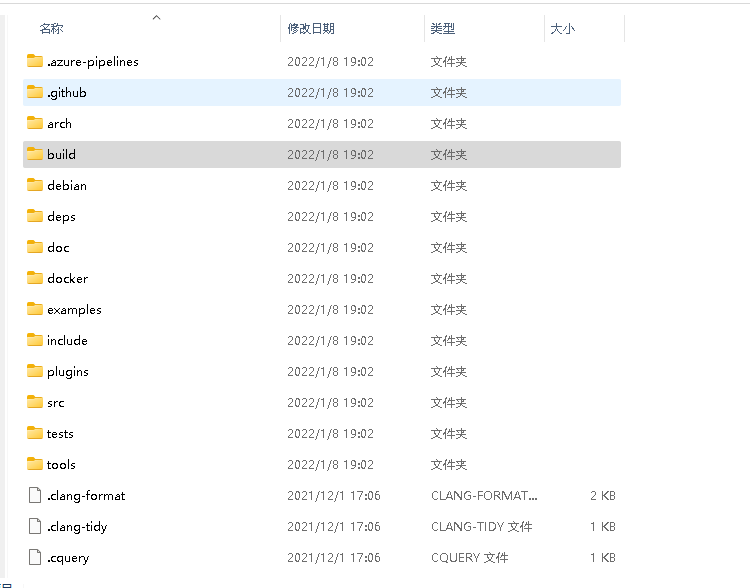 名称 修改日期 类型 大小
.azure-pipelines 2022/1/8 19:02 文件夹
.github 2022/1/8 19:02 文件夹
arch 2022/1/8 19:02 文件夹
build 2022/1/8 19:02 文件夹
debian 2022/1/8 19:02 文件夹
deps 2022/1/8 19:02 文件夹
doc 2022/1/8 19:02 文件夹
docker 2022/1/8 19:02 文件夹
examples 2022/1/8 19:02 文件夹
include 2022/1/8 19:02 文件夹
plugins 2022/1/8 19:02 文件夹
src 2022/1/8 19:02 文件夹
tests 2022/1/8 19:02 文件夹
tools 2022/1/8 19:02 文件夹
.clang-format 2021/12/1 17:06 CLANG-FORMAT... 2 KB
.clang-tidy 2021/12/1 17:06 CLANG-TIDY 文件 1 KB
.cquery 2021/12/1 17:06 CQUERY 文件 1 KB